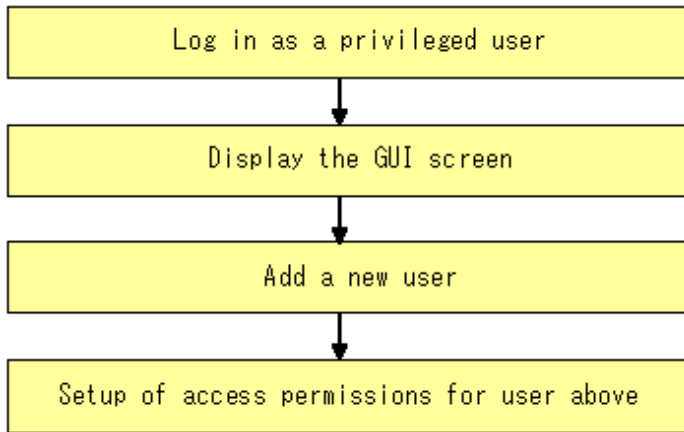 Log in as a privileged user
Display the GUI screen
Add a new user
Setup of access permissions for user above